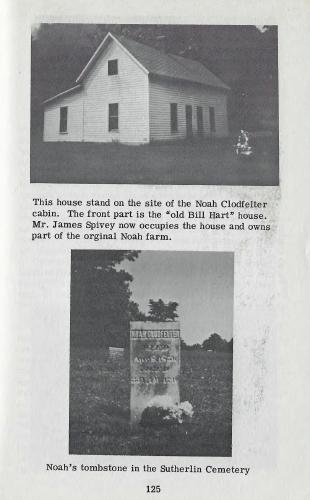 This house stand on the site of the Noah Clodfelter
cabin. The front part is the "old Bill Hart" house.
Mr. James Spivey now occupies the house and owns
part of the orginal Noah farm.
NOAH CLODFELTER
Noah's tombstone in the Sutherlin Cemetery
125